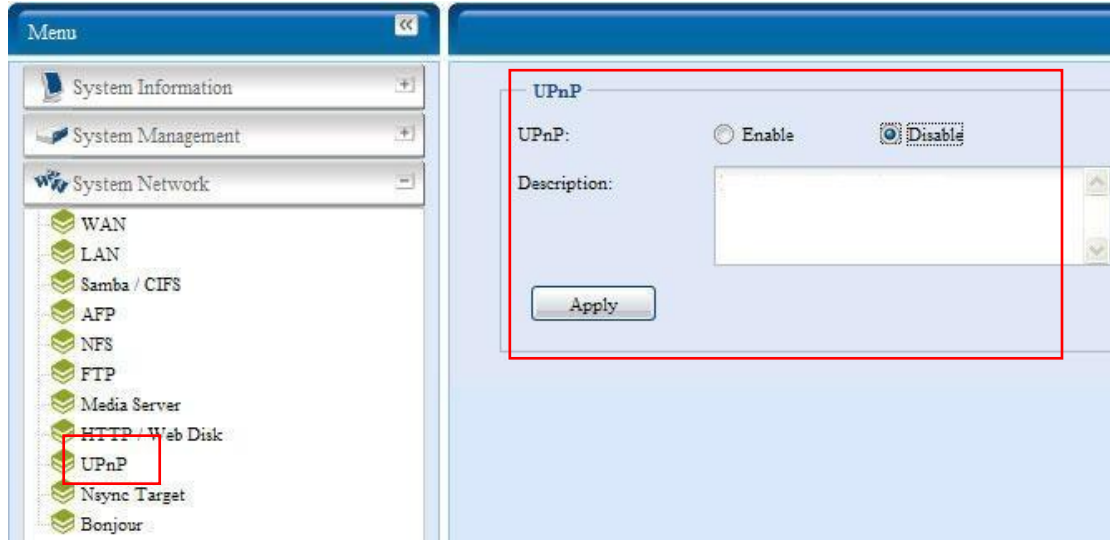 Menu
System Information
System Management
System Network
WAN
LAN
Samba / CIFS
AFP
NFS
FTP
Media Server
HTTP / Web Disk
UPnP
Nsync Target
Bonjour
UPnP
UPnP: Enable Disable
Description:
Apply